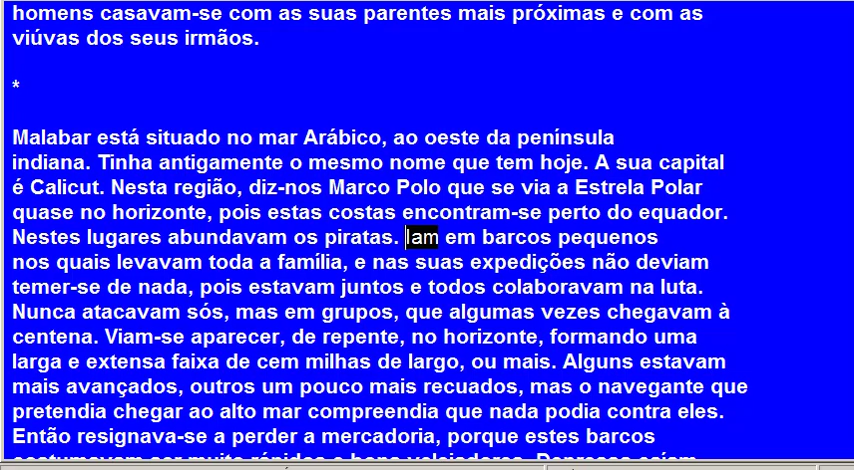 homens casavam-se com as suas parentes mais próximas e com as
viúvas dos seus irmãos.
*
Malabar está situado no mar Arábico, ao oeste da península
indiana. Tinha antigamente o mesmo nome que tem hoje. A sua capital
é Calicut. Nesta região, diz-nos Marco Polo que se via a Estrela Polar
quase no horizonte, pois estas costas encontram-se perto do equador.
Nestes lugares abundavam os piratas. Iam em barcos pequenos
nos quais levavam toda a família, e nas suas expedições não deviam
temer-se de nada, pois estavam juntos e todos colaboravam na luta.
Nunca atacavam sós, mas em grupos, que algumas vezes chegavam à
centena. Viam-se aparecer, de repente, no horizonte, formando uma
larga e extensa faixa de cem milhas de largo, ou mais. Alguns estavam
mais avançados, outros um pouco mais recuados, mas o navegante que
pretendia chegar ao alto mar compreendia que nada podia contra eles.
Então resignava-se a perder a mercadoria, porque estes barcos
costumavam ser muito rápidos e bons veleiros.